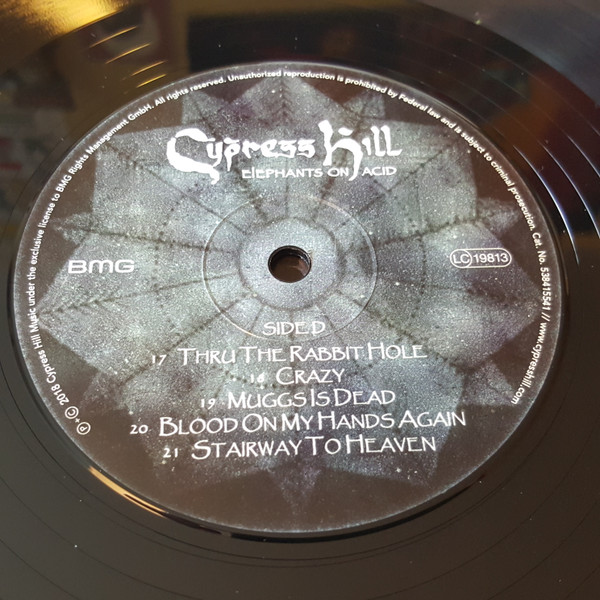 ℗+© 2018 Cypress Hill Music under the exclusive license to BMG Rights Management GmbH. All rights reserved. Unauthorized reproduction is prohibited by Federal law and is subject to criminal prosecution. Cat. No. 538415541 // www.cypresshill.com
Cypress Hill
ELEPHANTS ON ACID
BMG
LC 19813
SIDE D
17 THRU THE RABBIT HOLE
18 CRAZY
19 MUGGS IS DEAD
20 BLOOD ON MY HANDS AGAIN
21 STAIRWAY TO HEAVEN